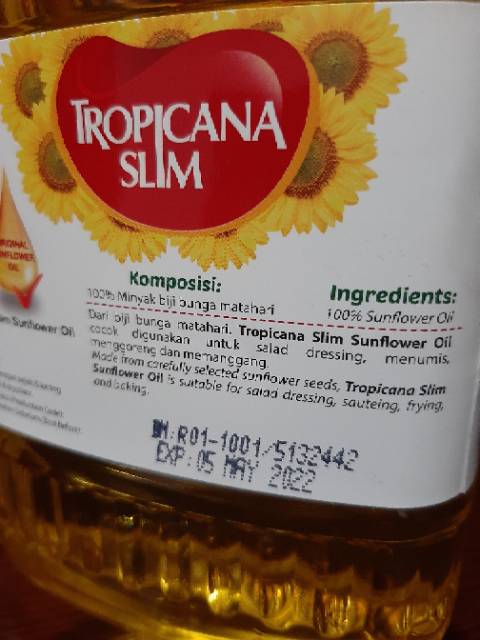 TROPICANA
SLIM
Komposisi:
100% Minyak biji bunga matahari
Ingredients:
100% Sunflower Oil
OIL
Sunflower Oil
Dari biji bunga matahari. Tropicana Slim Sunflower Oil
cocok digunakan untuk salad dressing, menumis,
menggoreng dan memanggang.
Made from carefully selected sunflower seeds, Tropicana Slim
Sunflower Oil is suitable for salad dressing, sauteing, frying,
and baking.
R01-1001/5132442
EXP:05 MAY 2022